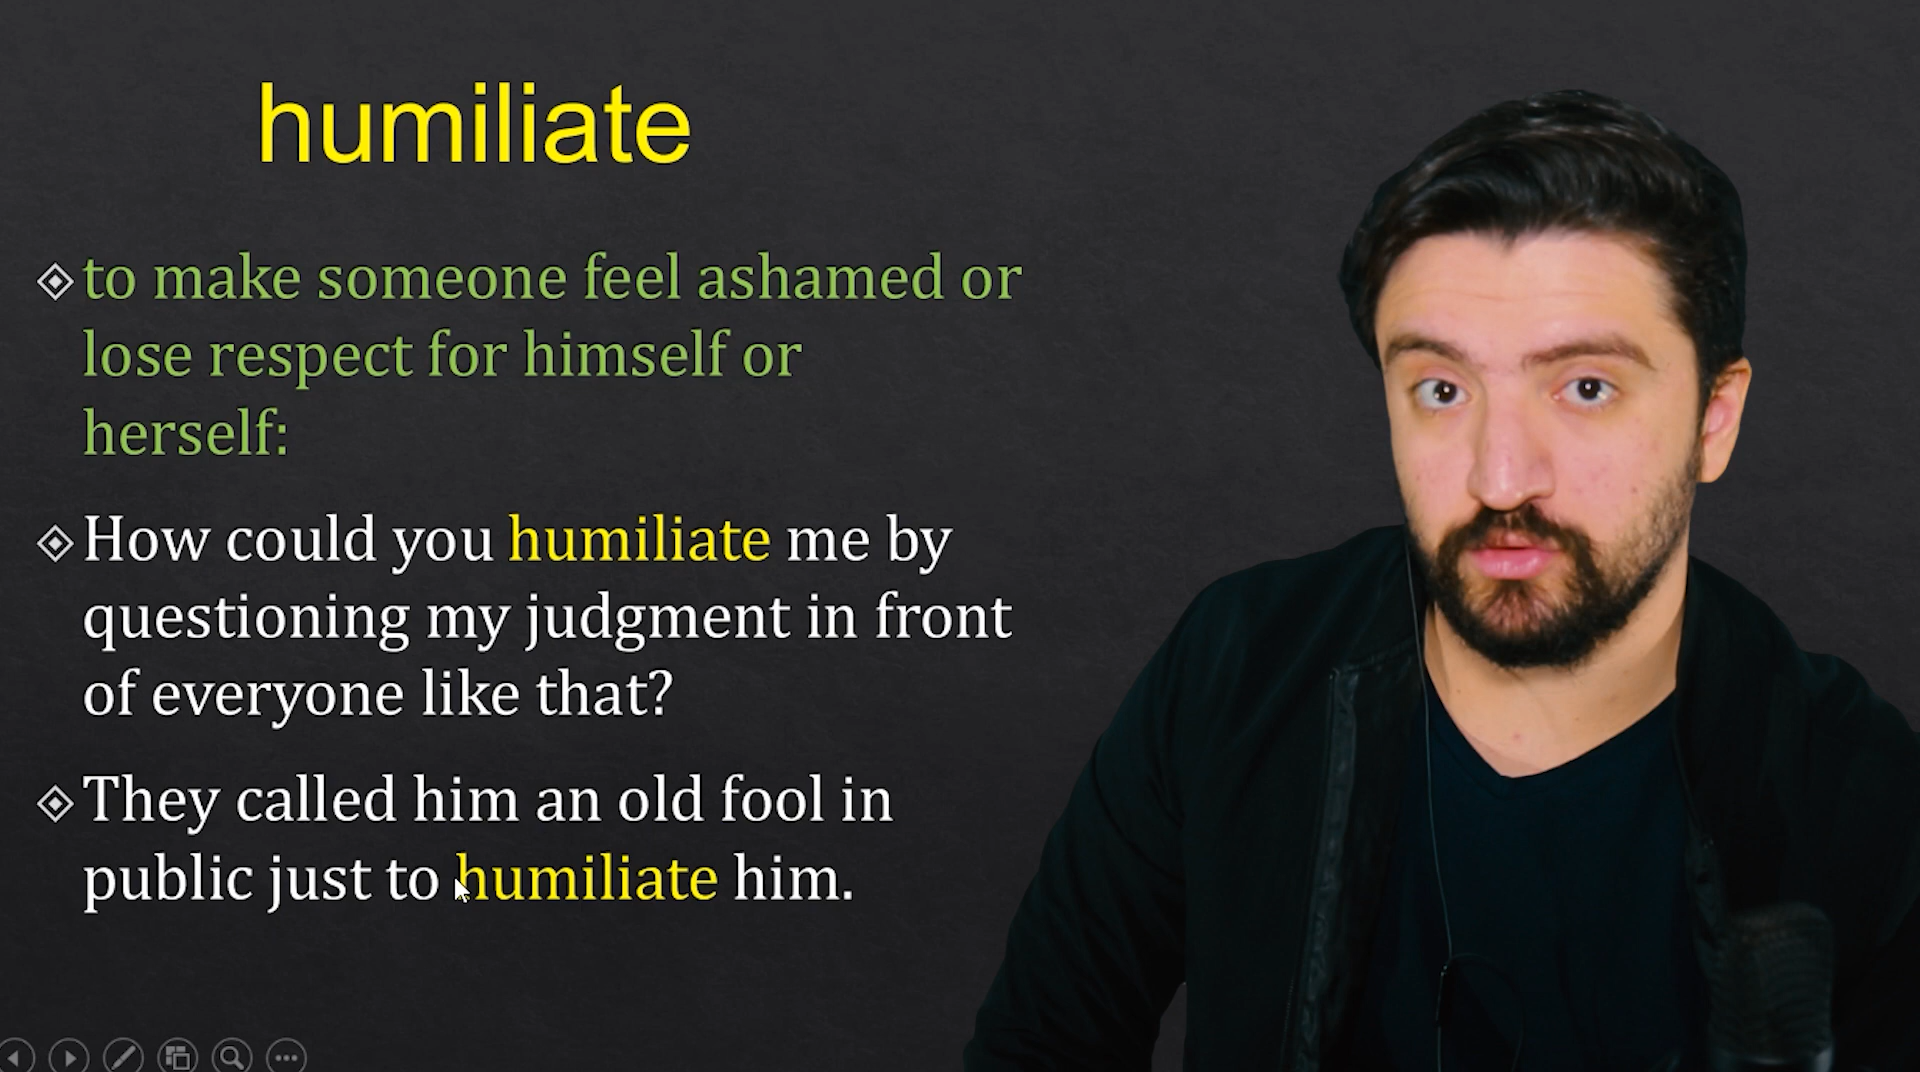 humiliate
to make someone feel ashamed or
lose respect for himself or
herself:
How could you humiliate me by
questioning my judgment in front
of everyone like that?
They called him an old fool in
public just to humiliate him.